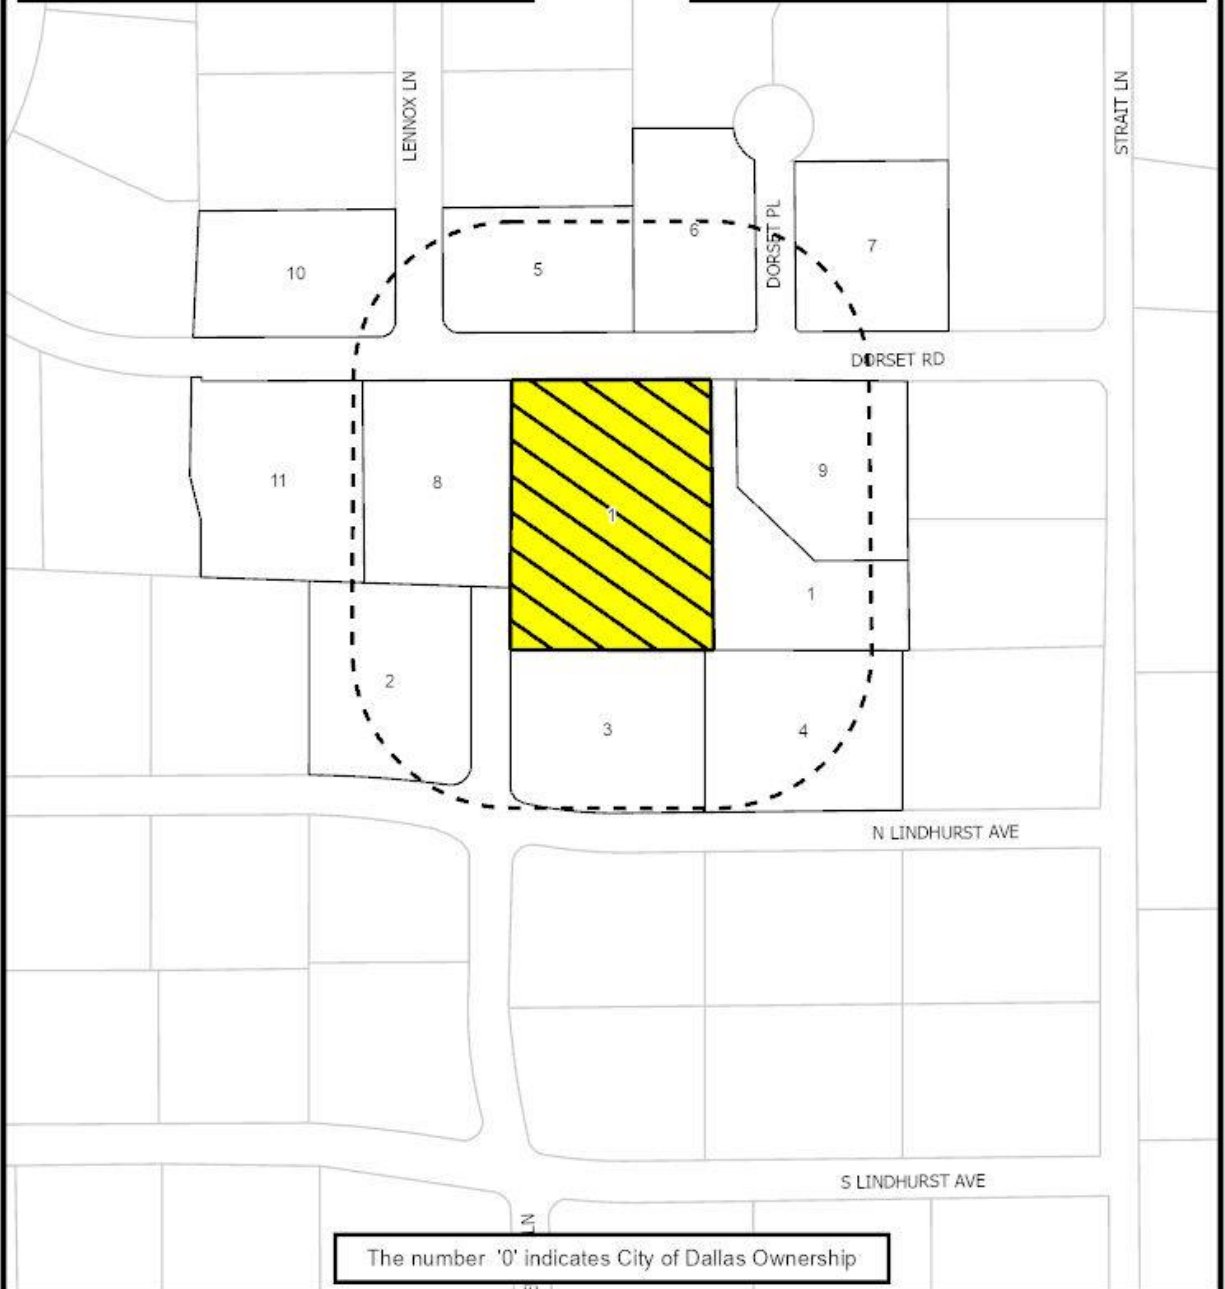 LENNOX LN
STRAIT LN
DORSET PL
6
7
5
10
DORSET RD
9
11
8
1
1
2
3
4
N LINDHURST AVE
S LINDHURST AVE
LN
The number '0' indicates City of Dallas Ownership